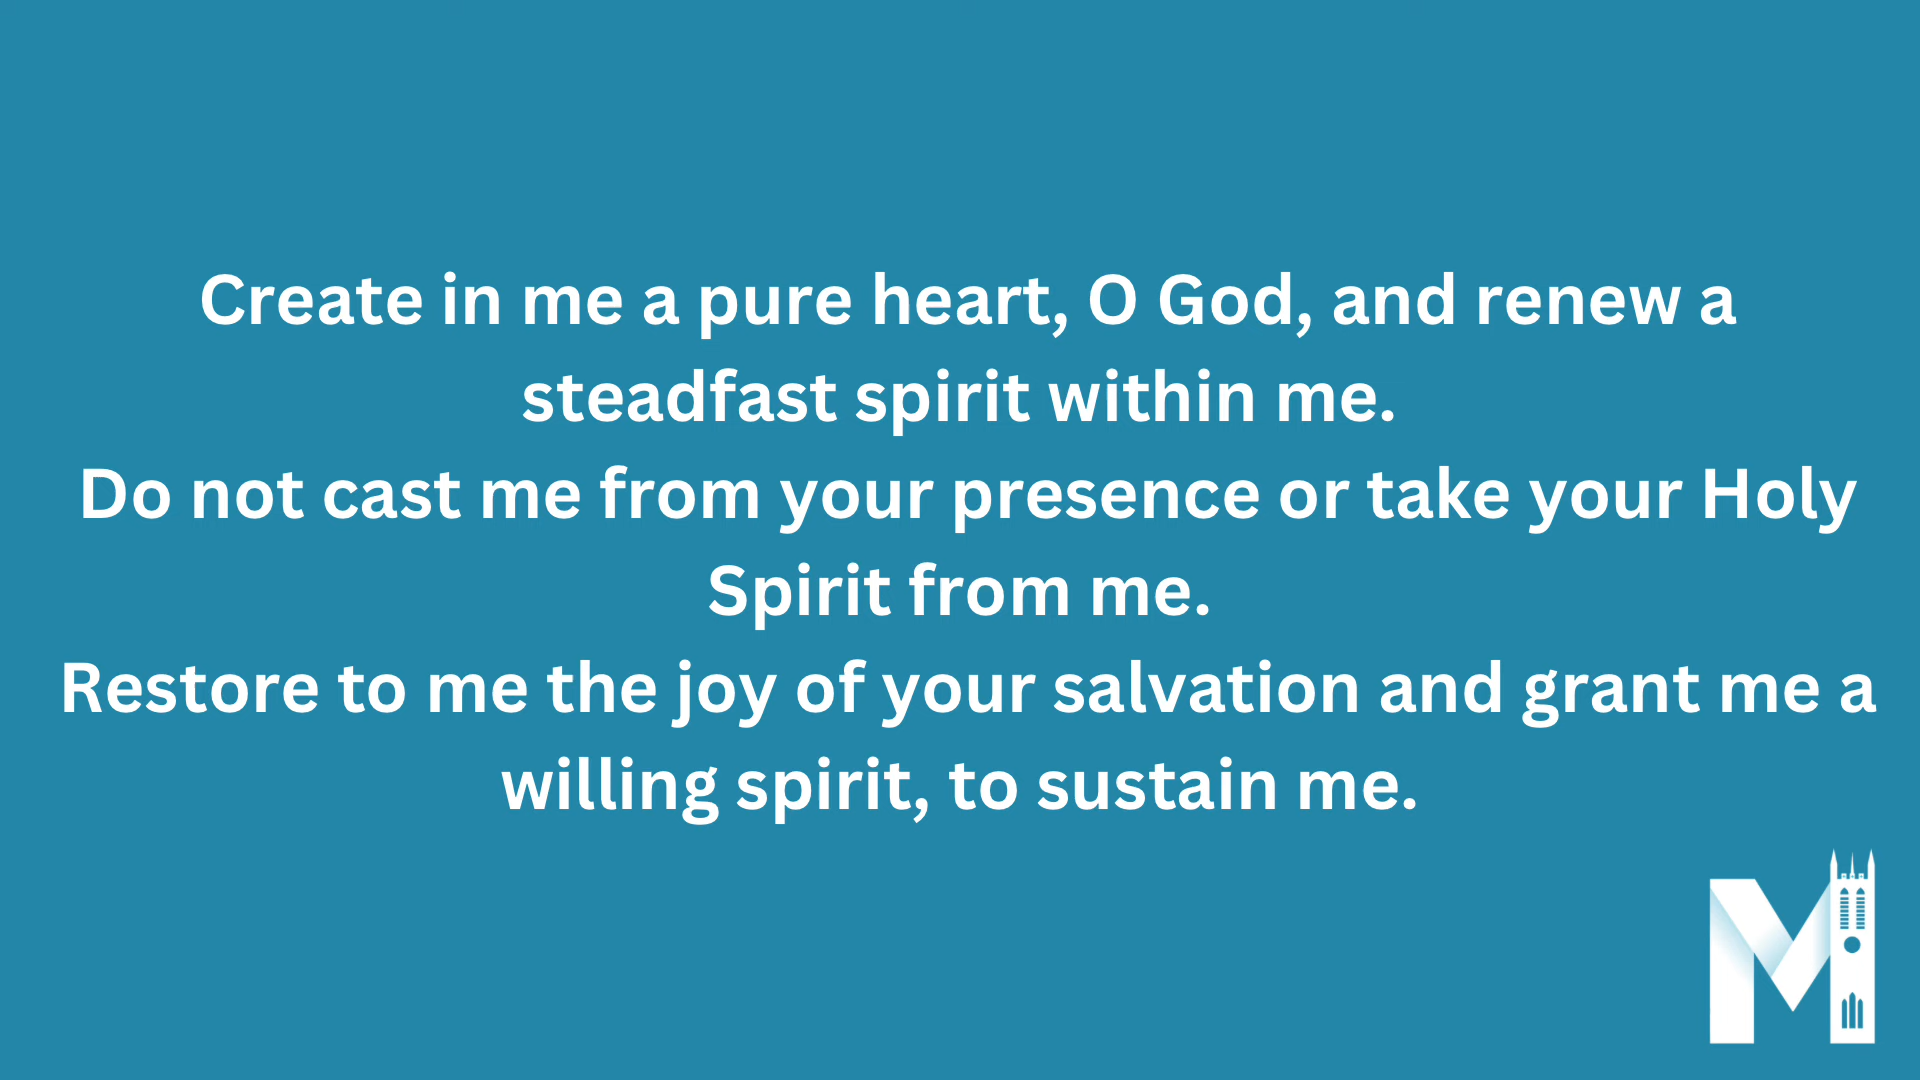 Create in me a pure heart, O God, and renew a
steadfast spirit within me.
Do not cast me from your presence or take your Holy
Spirit from me.
Restore to me the joy of your salvation and grant me a
willing spirit, to sustain me.
M